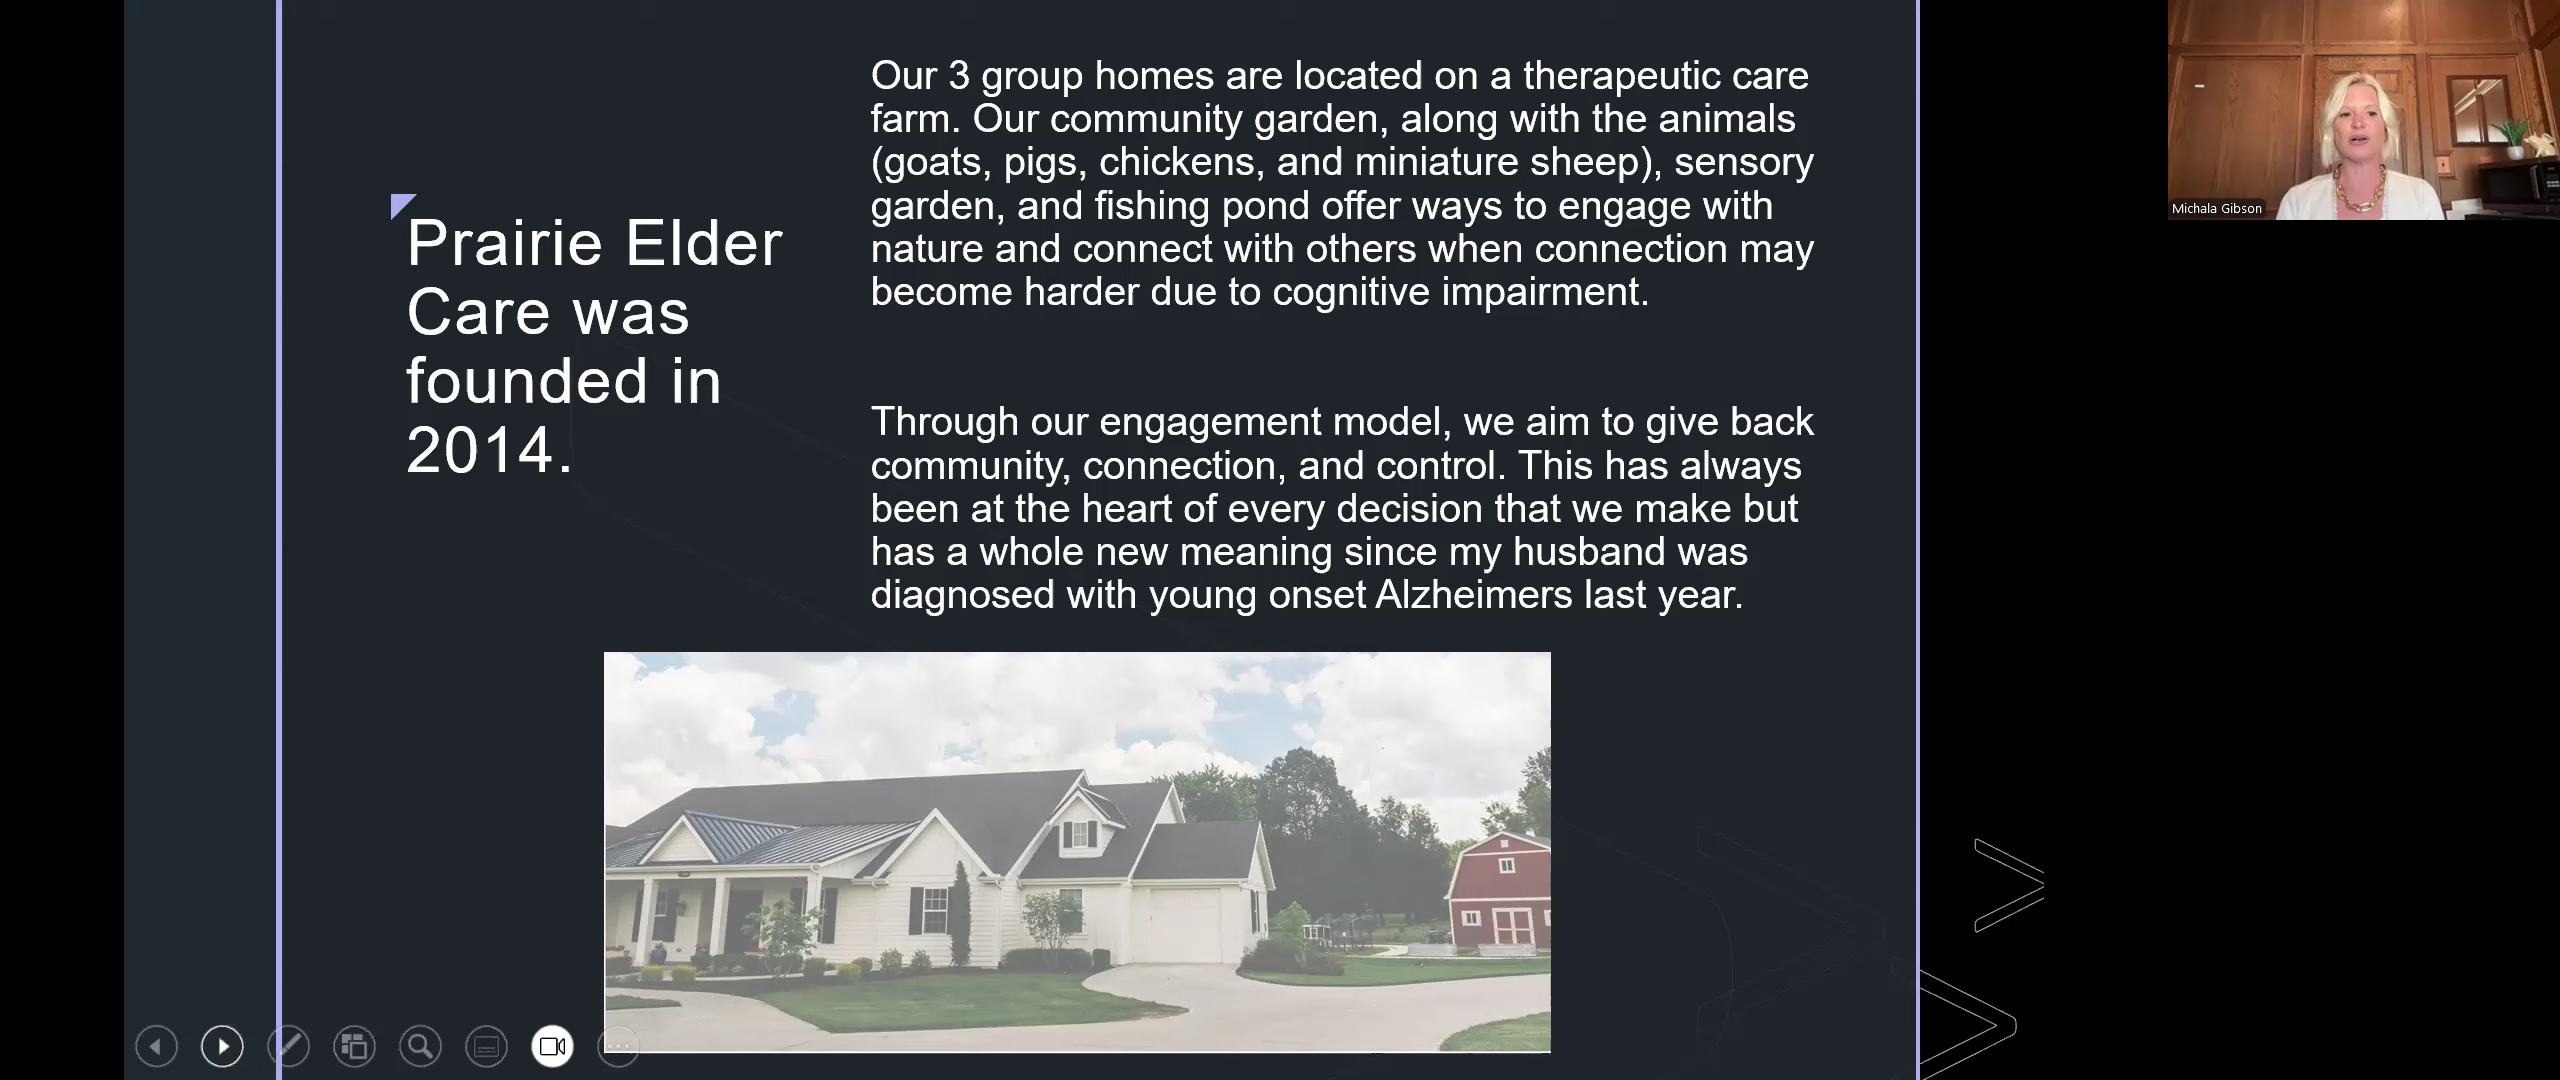 Prairie Elder
Care was
founded in
2014.
Our 3 group homes are located on a therapeutic care
farm. Our community garden, along with the animals
(goats, pigs, chickens, and miniature sheep), sensory
garden, and fishing pond offer ways to engage with
nature and connect with others when connection may
become harder due to cognitive impairment.
Through our engagement model, we aim to give back
community, connection, and control. This has always
been at the heart of every decision that we make but
has a whole new meaning since my husband was
diagnosed with young onset Alzheimers last year.
Michala Gibson